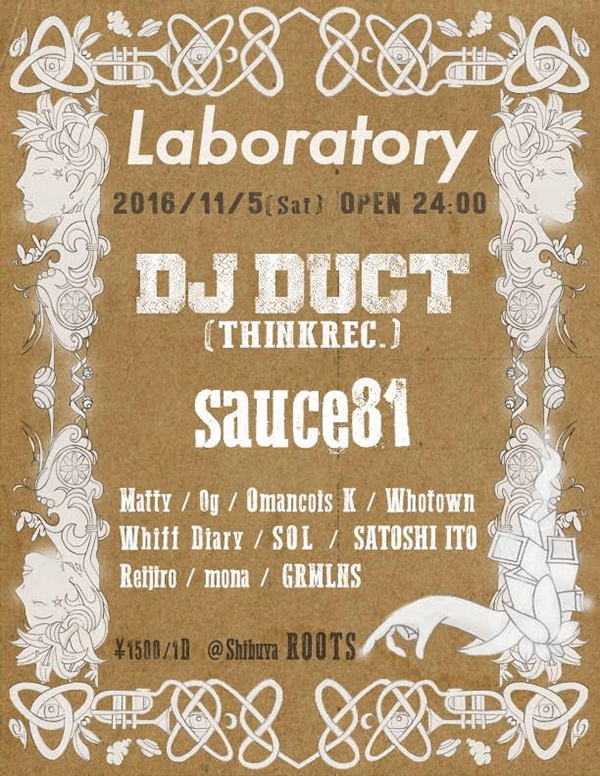 Laboratory
2016/11/5(Sat) OPEN 24:00
DJ DUCT
(THINKREC.)
sauce81
Matty / Og / Omancois K / Whotown
Whiff Diary / SOL / SATOSHI ITO
Reijiro / mona / GRMLNS
¥1500/1D @Shibuya ROOTS